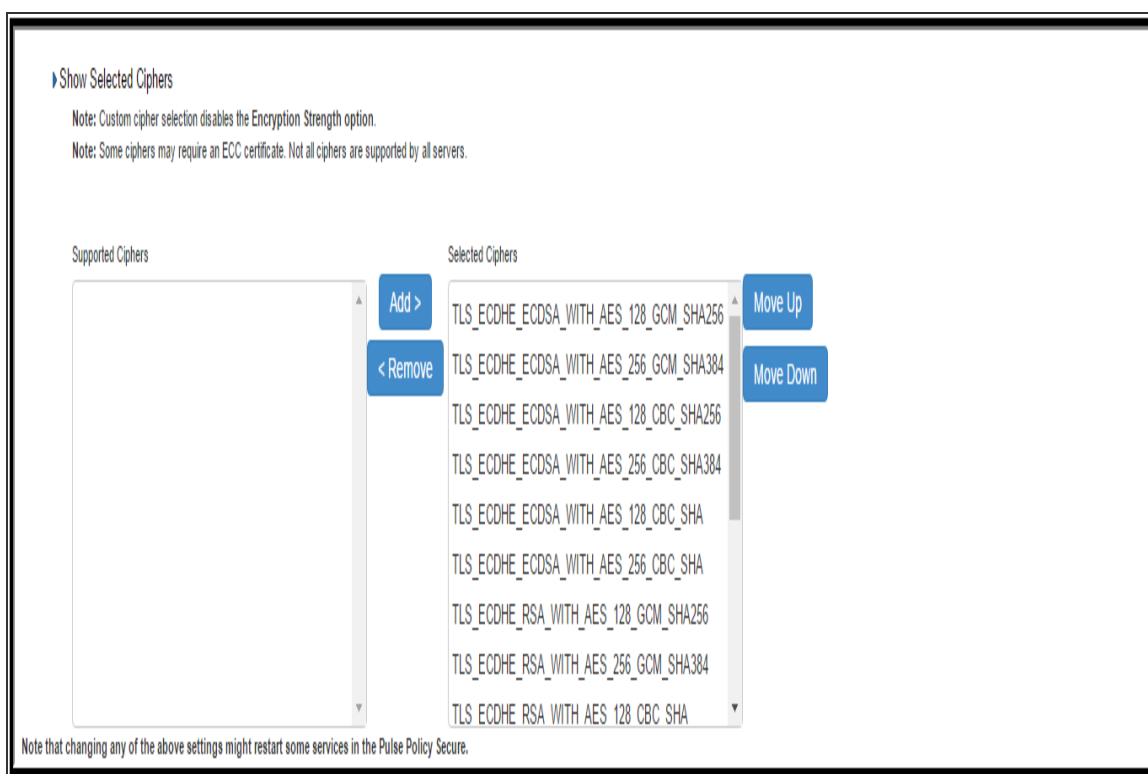 Show Selected Ciphers
Note: Custom cipher selection disables the Encryption Strength option.
Note: Some ciphers may require an ECC certificate. Not all ciphers are supported by all servers.
Supported Ciphers
Selected Ciphers
Add >
< Remove
TLS_ECDHE_ECDSA_WITH_AES_128_GCM_SHA256
TLS_ECDHE_ECDSA_WITH_AES_256_GCM_SHA384
TLS_ECDHE_ECDSA_WITH_AES_128_CBC_SHA256
TLS_ECDHE_ECDSA_WITH_AES_256_CBC_SHA384
TLS_ECDHE_ECDSA_WITH_AES_128_CBC_SHA
TLS_ECDHE_ECDSA_WITH_AES_256_CBC_SHA
TLS_ECDHE_RSA_WITH_AES_128_GCM_SHA256
TLS_ECDHE_RSA_WITH_AES_256_GCM_SHA384
TLS_ECDHE_RSA_WITH_AES_128_CBC_SHA
Move Up
Move Down
Note that changing any of the above settings might restart some services in the Pulse Policy Secure.